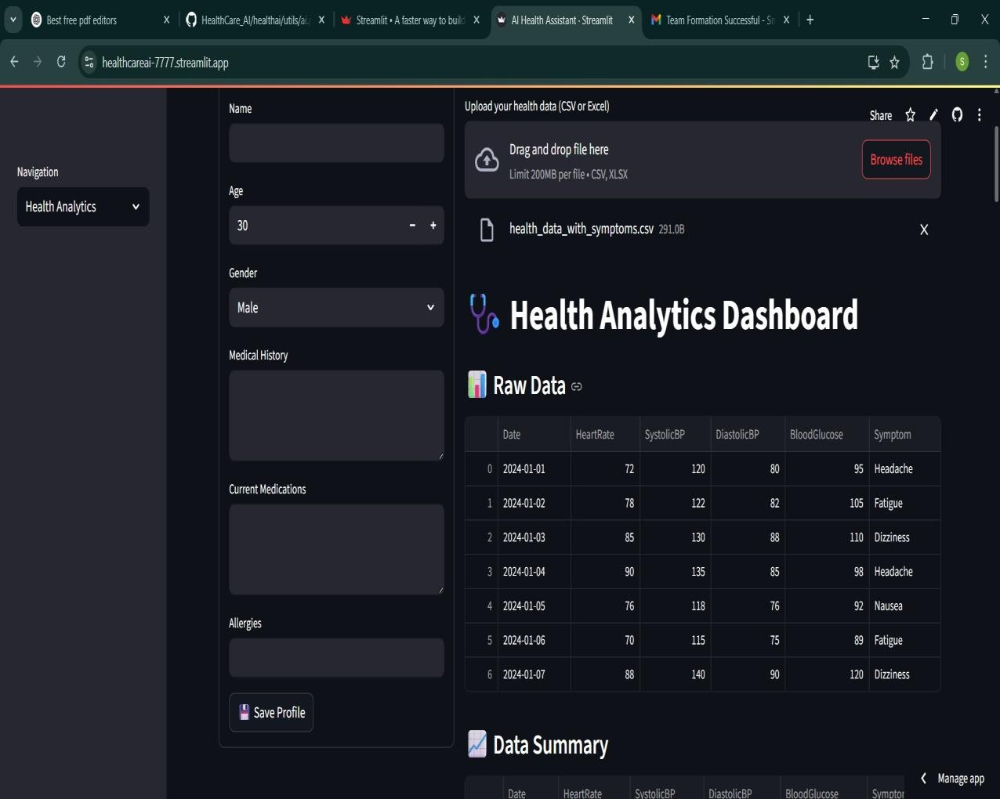 Best free pdf editors
HealthCare_AI/healthai/utils/ai.
Streamlit • A faster way to build
AI Health Assistant · Streamlit
Team Formation Successful - Sn
healthcareai-7777.streamlit.app
S
Navigation
Health Analytics
Name
Age
30
Gender
Male
Medical History
Current Medications
Allergies
Save Profile
Upload your health data (CSV or Excel)
Share
Drag and drop file here
Limit 200MB per file • CSV, XLSX
Browse files
health_data_with_symptoms.csv 291.0B
Health Analytics Dashboard
Raw Data
Date HeartRate SystolicBP DiastolicBP BloodGlucose Symptom
0 2024-01-01 72 120 80 95 Headache
1 2024-01-02 78 122 82 105 Fatigue
2 2024-01-03 85 130 88 110 Dizziness
3 2024-01-04 90 135 85 98 Headache
4 2024-01-05 76 118 76 92 Nausea
5 2024-01-06 70 115 75 89 Fatigue
6 2024-01-07 88 140 90 120 Dizziness
Data Summary
Date HeartRate SystolicBP DiastolicBP BloodGlucose Symptor
Manage app